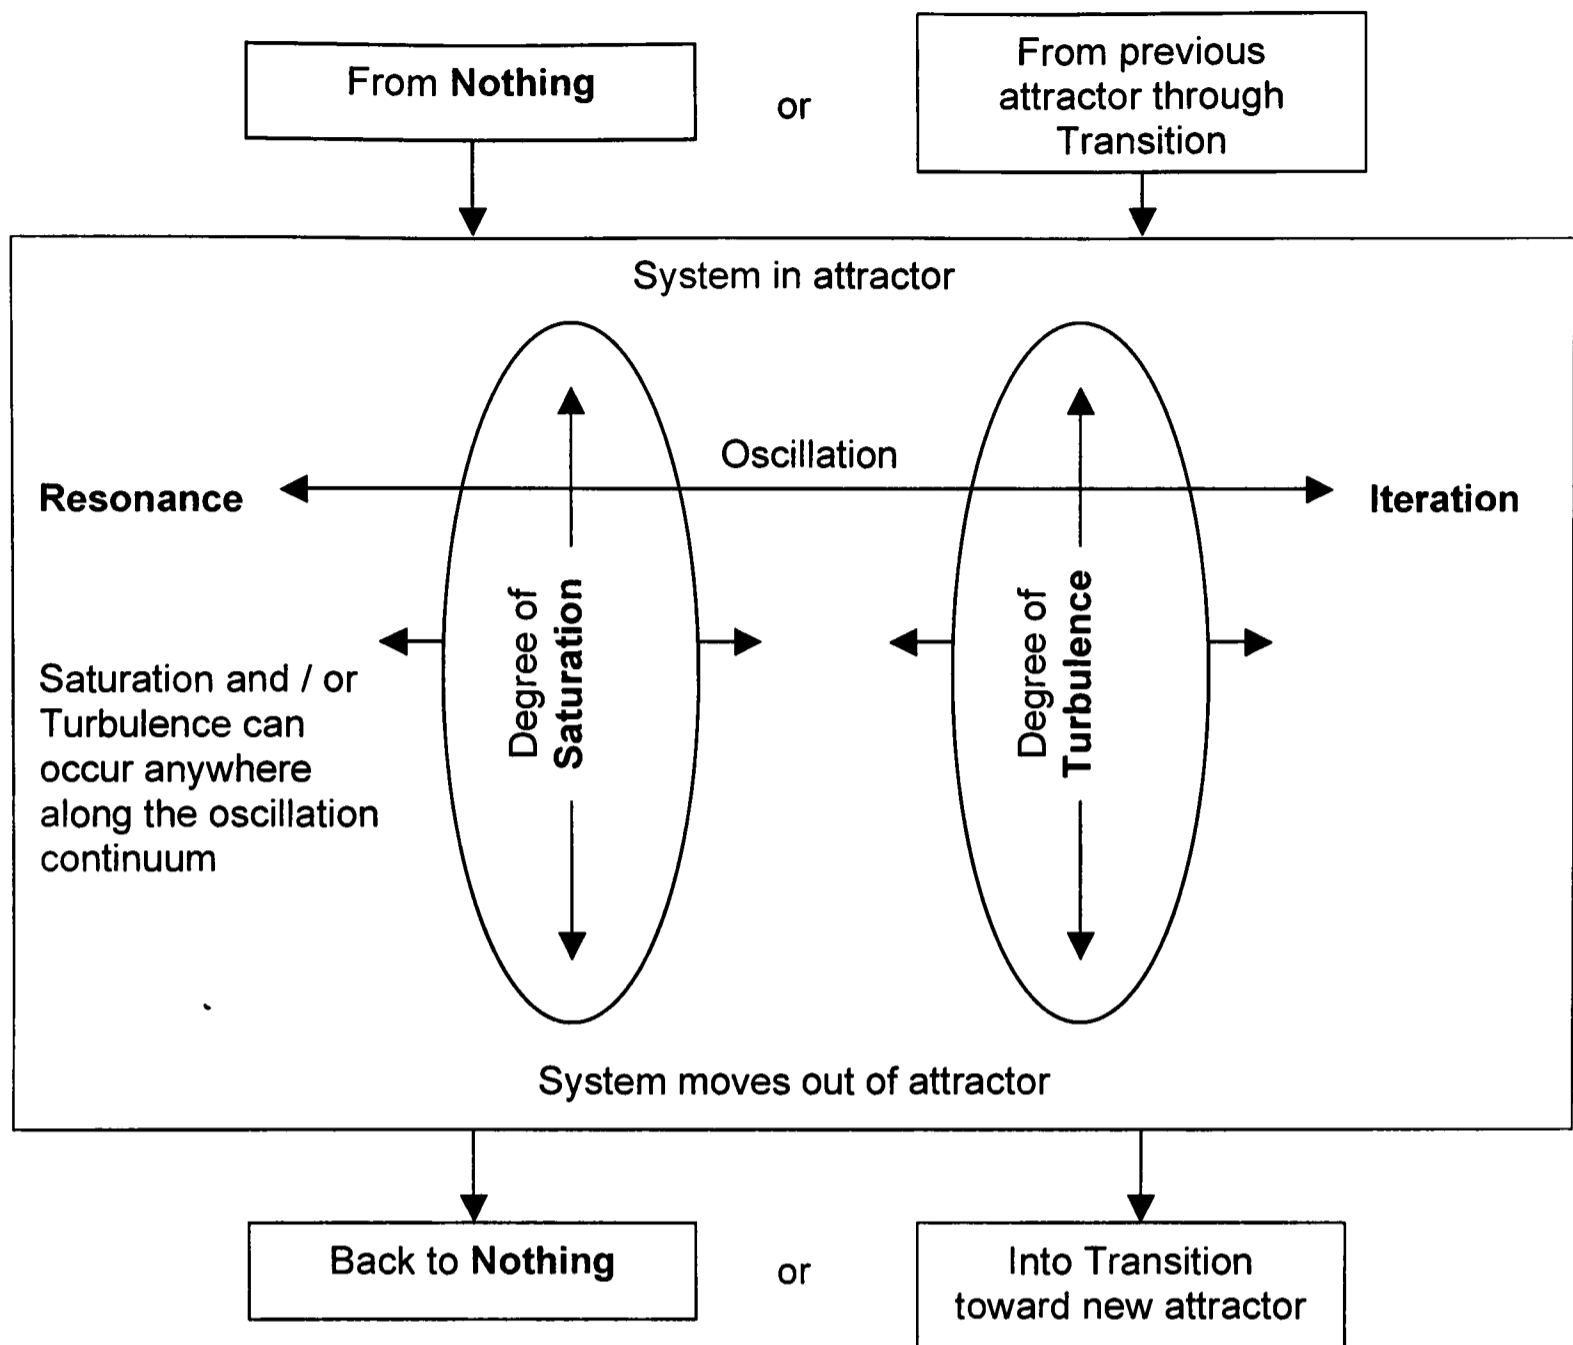 From Nothing
or
From previous
attractor through
Transition
System in attractor
Oscillation
Resonance
Iteration
Degree of
Saturation
Degree of
Turbulence
Saturation and / or
Turbulence can
occur anywhere
along the oscillation
continuum
System moves out of attractor
Back to Nothing
or
Into Transition
toward new attractor